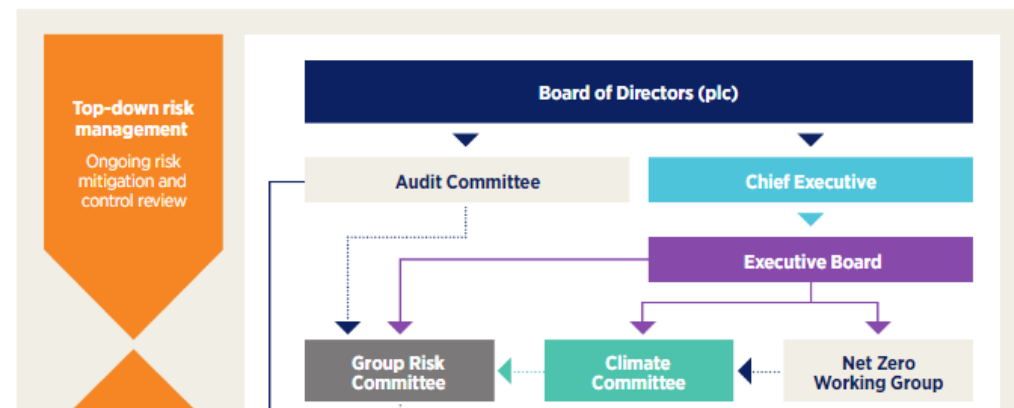 Top-down risk
management
Ongoing risk
mitigation and
control review
Board of Directors (plc)
Audit Committee
Chief Executive
Executive Board
Group Risk
Committee
Climate
Committee
Net Zero
Working Group